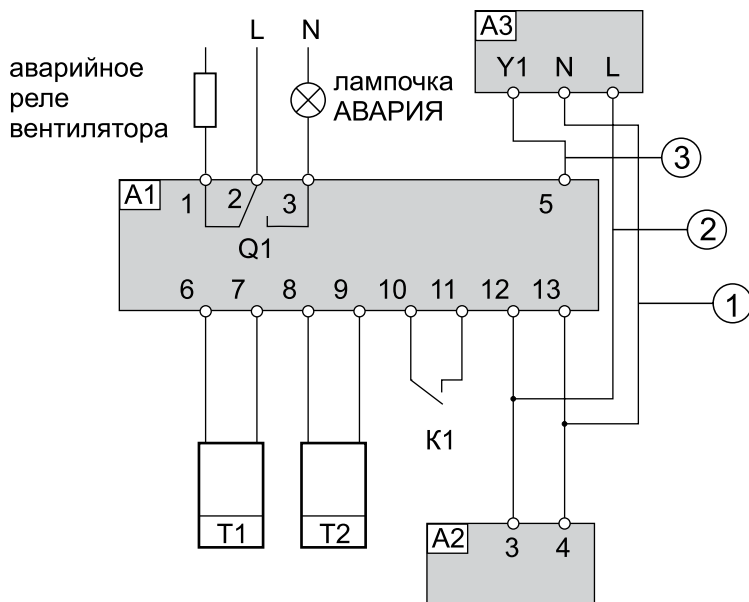 L N
аварийное
реле
вентилятора
лампочка
АВАРИЯ
A3
Y1 N L
3
A1
1 2 3 5
Q1
2
6 7 8 9 10 11 12 13
1
K1
T1 T2
A2
3 4